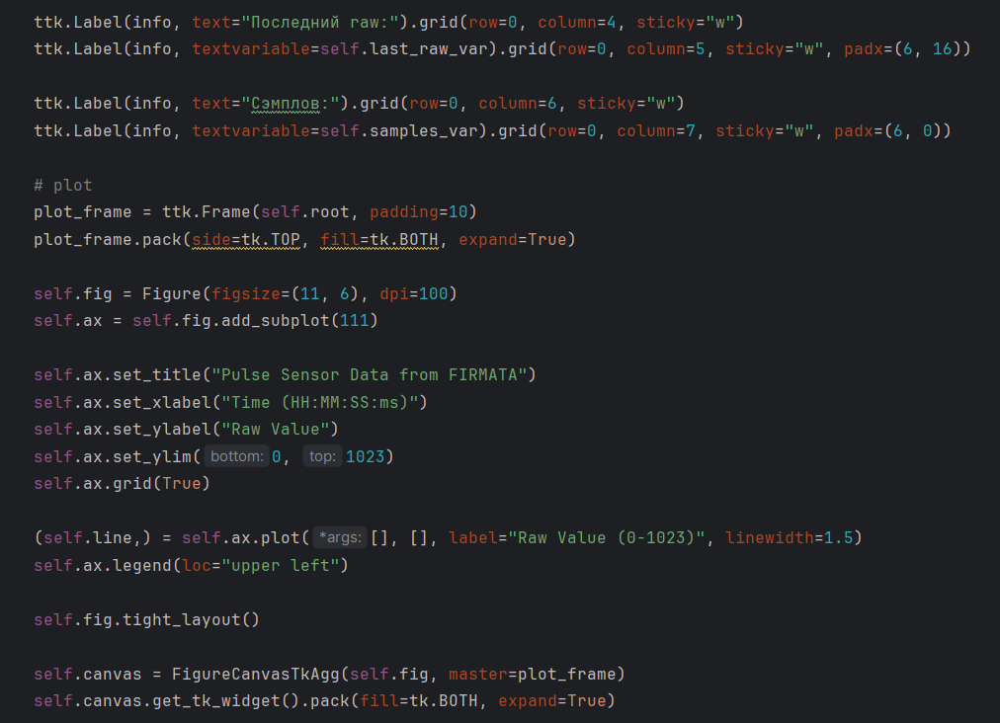 ttk.Label(info, text="Последний raw:").grid(row=0, column=4, sticky="w")
ttk.Label(info, textvariable=self.last_raw_var).grid(row=0, column=5, sticky="w", padx=(6, 16))
ttk.Label(info, text="Сэмплов:").grid(row=0, column=6, sticky="w")
ttk.Label(info, textvariable=self.samples_var).grid(row=0, column=7, sticky="w", padx=(6, 0))
# plot
plot_frame = ttk.Frame(self.root, padding=10)
plot_frame.pack(side=tk.TOP, fill=tk.BOTH, expand=True)
self.fig = Figure(figsize=(11, 6), dpi=100)
self.ax = self.fig.add_subplot(111)
self.ax.set_title("Pulse Sensor Data from FIRMATA")
self.ax.set_xlabel("Time (HH:MM:SS:ms)")
self.ax.set_ylabel("Raw Value")
self.ax.set_ylim( bottom: 0, top: 1023)
self.ax.grid(True)
(self.line,) = self.ax.plot( *args: [], [], label="Raw Value (0-1023)", linewidth=1.5)
self.ax.legend(loc="upper left")
self.fig.tight_layout()
self.canvas = FigureCanvasTkAgg(self.fig, master=plot_frame)
self.canvas.get_tk_widget().pack(fill=tk.BOTH, expand=True)